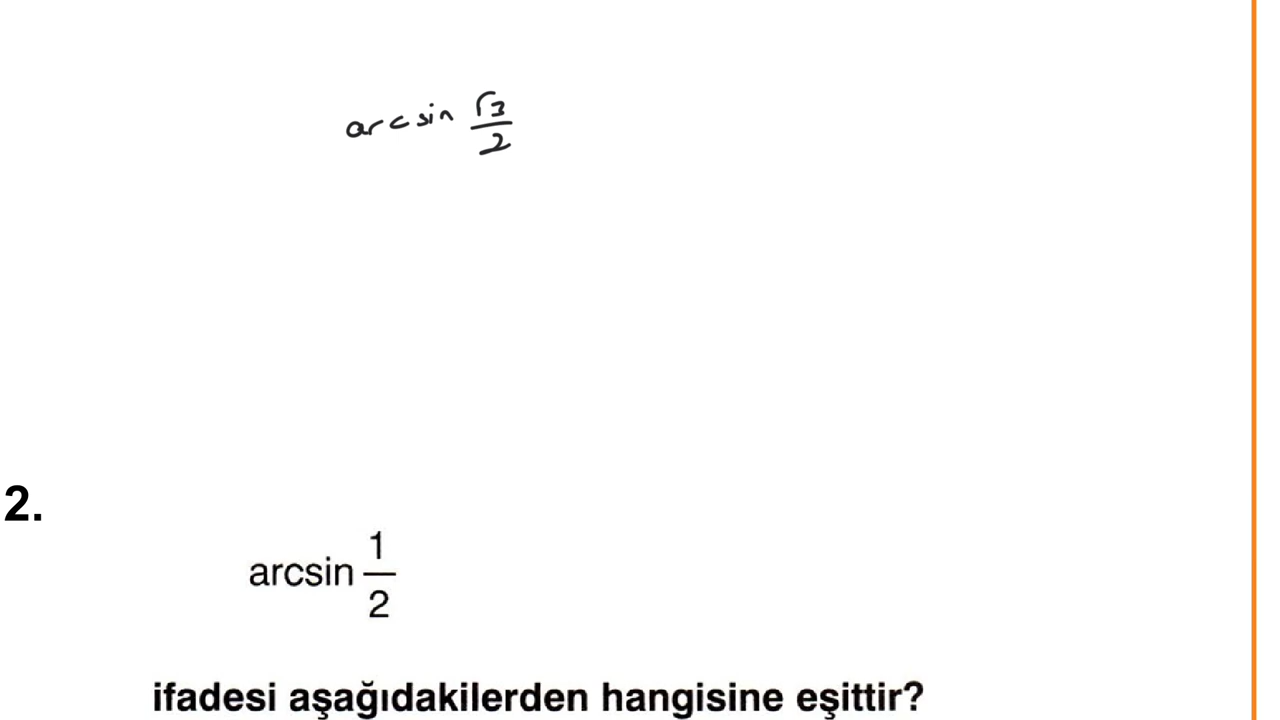 arcsin √3/2
2.
arcsin 1/2
ifadesi aşağıdakilerden hangisine eşittir?